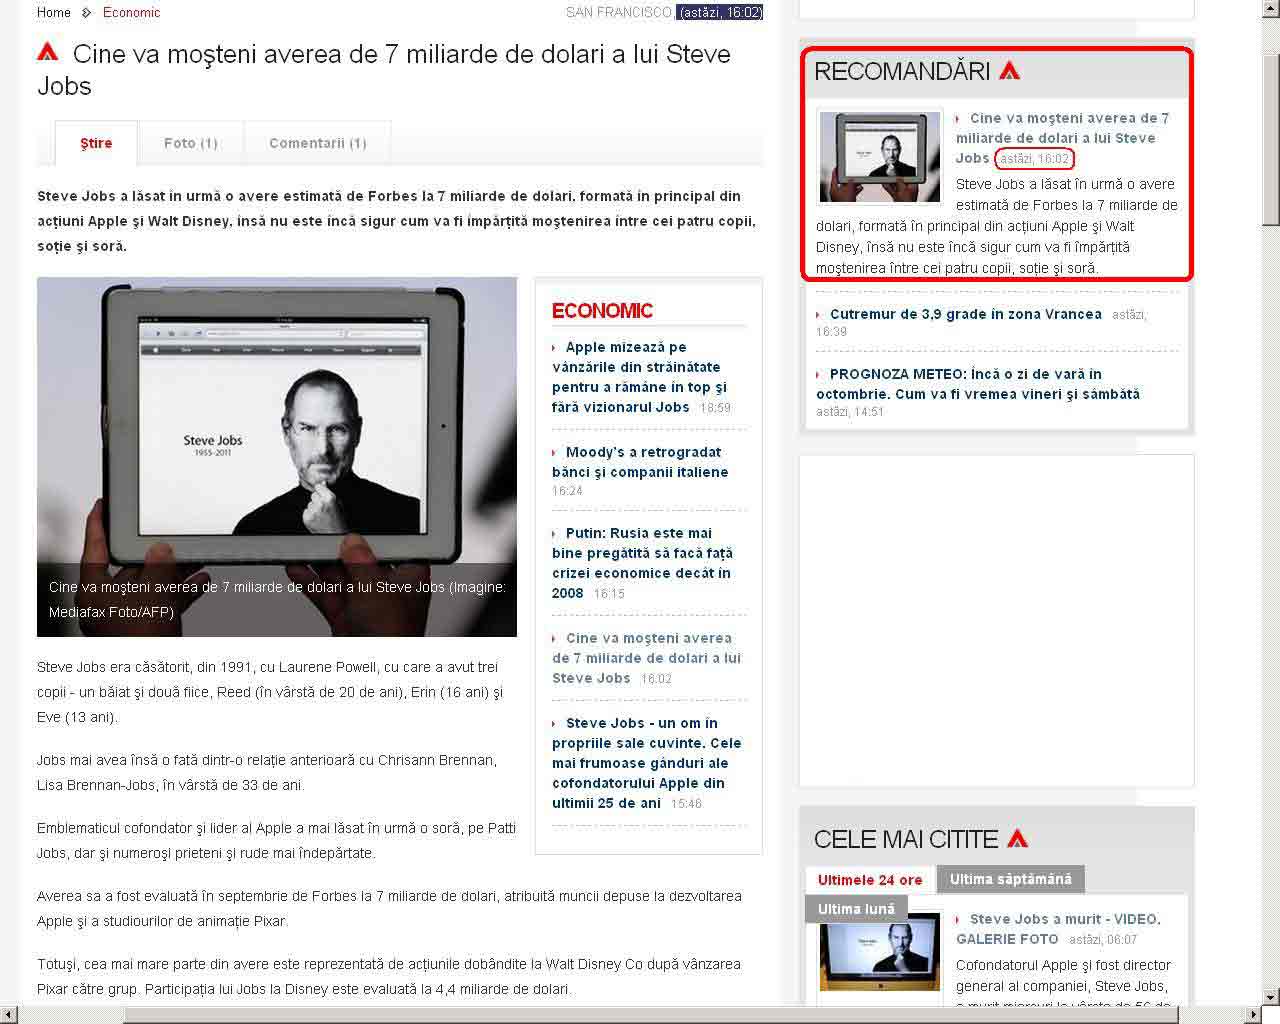 Home Economic
SAN FRANCISCO, (astăzi, 16:02)
Cine va moşteni averea de 7 miliarde de dolari a lui Steve
Jobs
Ştire
Foto (1)
Comentarii (1)
Steve Jobs a lăsat în urmă o avere estimată de Forbes la 7 miliarde de dolari, formată în principal din
acţiuni Apple şi Walt Disney, însă nu este încă sigur cum va fi împărţită moştenirea între cei patru copii,
soţie şi soră.
Steve Jobs
1955-2011
Cine va moşteni averea de 7 miliarde de dolari a lui Steve Jobs (Imagine:
Mediafax Foto/AFP)
ECONOMIC
Apple mizează pe
vânzările din străinătate
pentru a rămâne în top şi
fără vizionarul Jobs 18:59
Moody's a retrogradat
bănci şi companii italiene
16:24
Putin: Rusia este mai
bine pregătită să facă faţă
crizei economice decât în
2008 16:15
Cine va moşteni averea
de 7 miliarde de dolari a lui
Steve Jobs 16:02
Steve Jobs - un om în
propriile sale cuvinte. Cele
mai frumoase gânduri ale
cofondatorului Apple din
ultimii 25 de ani 15:46
Steve Jobs era căsătorit, din 1991, cu Laurene Powell, cu care a avut trei
copii - un băiat şi două fiice, Reed (în vârstă de 20 de ani), Erin (16 ani) şi
Eve (13 ani).
Jobs mai avea însă o fată dintr-o relaţie anterioară cu Chrisann Brennan,
Lisa Brennan-Jobs, în vârstă de 33 de ani.
Emblematicul cofondator şi lider al Apple a mai lăsat în urmă o soră, pe Patti
Jobs, dar şi numeroşi prieteni şi rude mai îndepărtate.
Averea sa a fost evaluată în septembrie de Forbes la 7 miliarde de dolari, atribuită muncii depuse la dezvoltarea
Apple şi a studiourilor de animaţie Pixar.
Totuşi, cea mai mare parte din avere este reprezentată de acţiunile dobândite la Walt Disney Co după vânzarea
Pixar către grup. Participaţia lui Jobs la Disney este evaluată la 4,4 miliarde de dolari.
RECOMANDĂRI
Cine va moşteni averea de 7
miliarde de dolari a lui Steve
Jobs astăzi, 16:02
Steve Jobs a lăsat în urmă o avere
estimată de Forbes la 7 miliarde de
dolari, formată în principal din acţiuni Apple şi Walt
Disney, însă nu este încă sigur cum va fi împărţită
moştenirea între cei patru copii, soţie şi soră.
Cutremur de 3,9 grade în zona Vrancea astăzi,
16:39
PROGNOZA METEO: Încă o zi de vară în
octombrie. Cum va fi vremea vineri şi sâmbătă
astăzi, 14:51
CELE MAI CITITE
Ultimele 24 ore
Ultima săptămână
Ultima lună
Steve Jobs a murit - VIDEO,
GALERIE FOTO astăzi, 06:07
Cofondatorul Apple şi fost director
general al companiei, Steve Jobs,
a murit miercuri la vârsta de 56 de